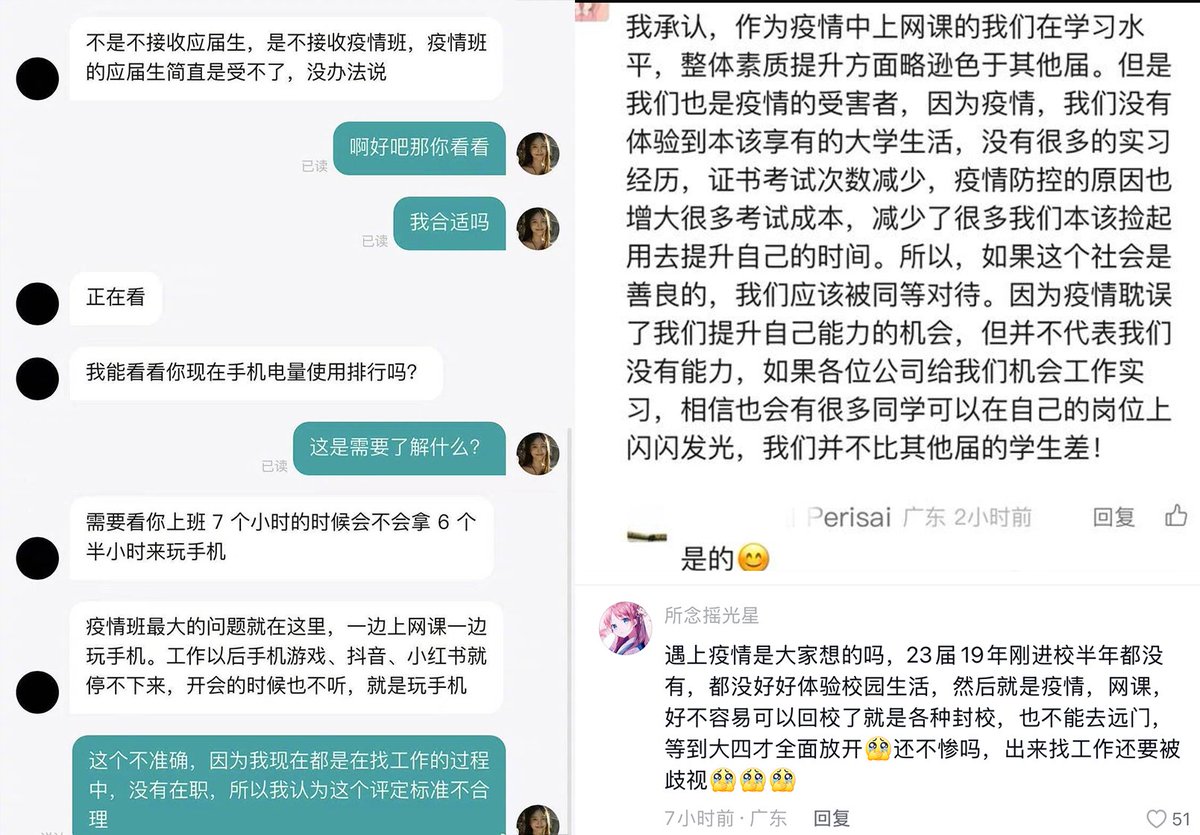 不是不接收应届生，是不接收疫情班，疫情班
的应届生简直是受不了，没办法说
啊好吧那你看看
已读
我合适吗
已读
正在看
我能看看你现在手机电量使用排行吗？
这是需要了解什么？
已读
需要看你上班 7 个小时的时候会不会拿 6 个
半小时来玩手机
疫情班最大的问题就在这里，一边上网课一边
玩手机。工作以后手机游戏、抖音、小红书就
停不下来，开会的时候也不听，就是玩手机
这个不准确，因为我现在都是在找工作的过程
中，没有在职，所以我认为这个评定标准不合
理
我承认，作为疫情中上网课的我们在学习水
平，整体素质提升方面略逊色于其他届。但是
我们也是疫情的受害者，因为疫情，我们没有
体验到本该享有的大学生活，没有很多的实习
经历，证书考试次数减少，疫情防控的原因也
增大很多考试成本，减少了很多我们本该捡起
用去提升自己的时间。所以，如果这个社会是
善良的，我们应该被同等对待。因为疫情耽误
了我们提升自己能力的机会，但并不代表我们
没有能力，如果各位公司给我们机会工作实
习，相信也会有很多同学可以在自己的岗位上
闪闪发光，我们并不比其他届的学生差！
Perisai 广东 2小时前 回复
是的😊
所念摇光星
遇上疫情是大家想的吗，23届19年刚进校半年都没
有，都没好好体验校园生活，然后就是疫情，网课，
好不容易可以回校了就是各种封校，也不能去远门，
等到大四才全面放开🥹还不惨吗，出来找工作还要被
歧视🥹🥹🥹
7小时前 · 广东 回复 51